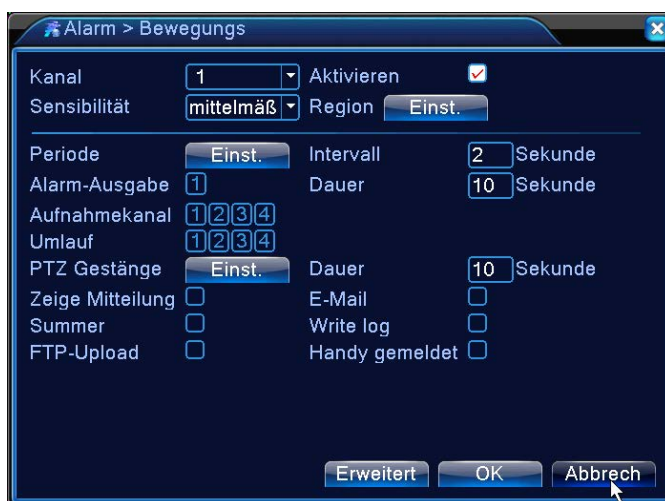 Alarm > Bewegungs
Kanal 1 Aktivieren
Sensibilität mittelmäß Region Einst.
Periode Einst. Intervall 2 Sekunde
Alarm-Ausgabe 1 Dauer 10 Sekunde
Aufnahmekanal 1 2 3 4
Umlauf 1 2 3 4
PTZ Gestänge Einst. Dauer 10 Sekunde
Zeige Mitteilung E-Mail
Summer Write log
FTP-Upload Handy gemeldet
Erweitert OK Abbrech